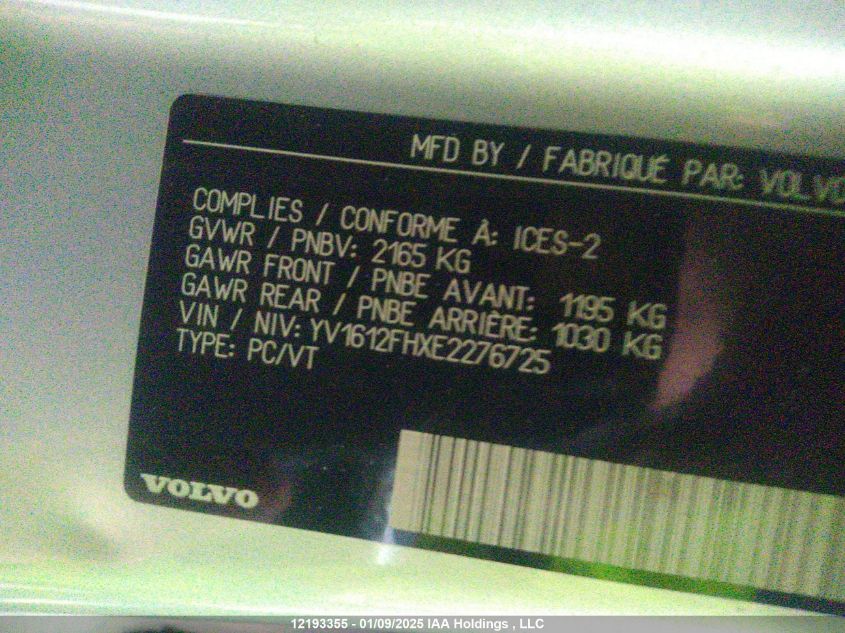 MFD BY / FABRIQUÉ PAR: VOLVO
COMPLIES / CONFORME À: ICES-2
GVWR / PNBV: 2165 KG
GAWR FRONT / PNBE AVANT: 1195 KG
GAWR REAR / PNBE ARRIÈRE: 1030 KG
VIN / NIV: YV1612FHXE2276725
TYPE: PC/VT
VOLVO
12193355 - 01/09/2025 IAA Holdings , LLC